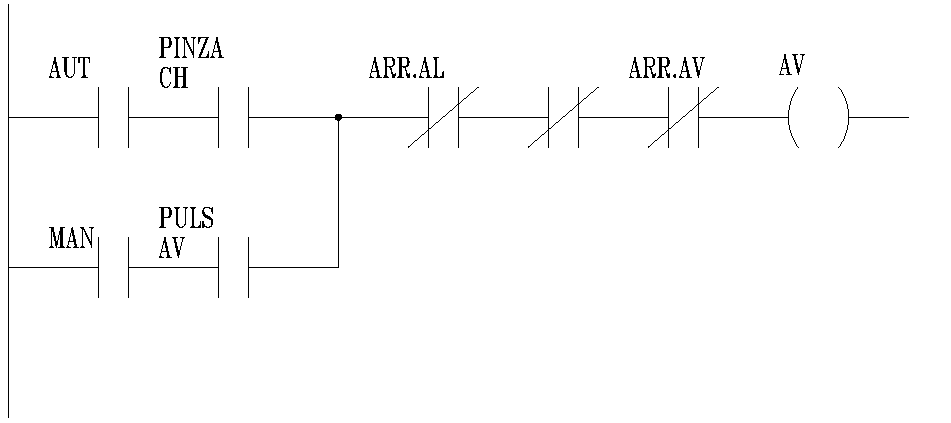 AUT
PINZA
CH
ARR.AL
ARR.AV
AV
MAN
PULS
AV